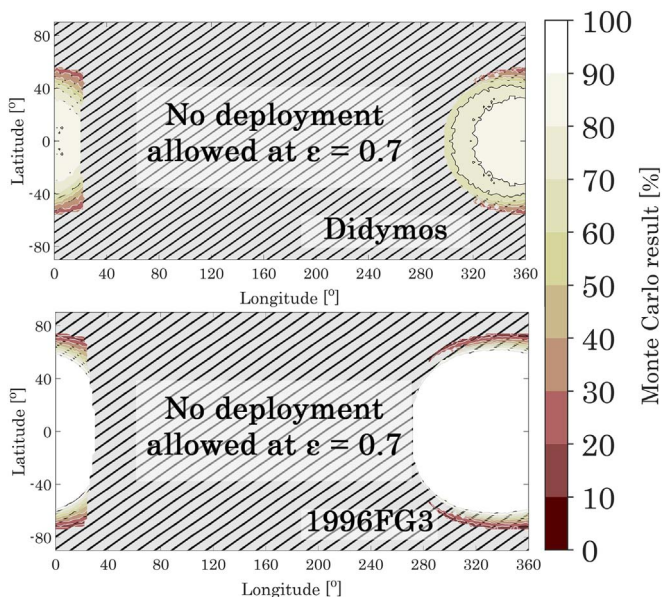 80
40
0
-40
-80
Latitude [°]
No deployment
allowed at ε = 0.7
Didymos
0 40 80 120 160 200 240 280 320 360
Longitude [°]
80
40
0
-40
-80
Latitude [°]
No deployment
allowed at ε = 0.7
1996FG3
0 40 80 120 160 200 240 280 320 360
Longitude [°]
100
90
80
70
60
50
40
30
20
10
0
Monte Carlo result [%]